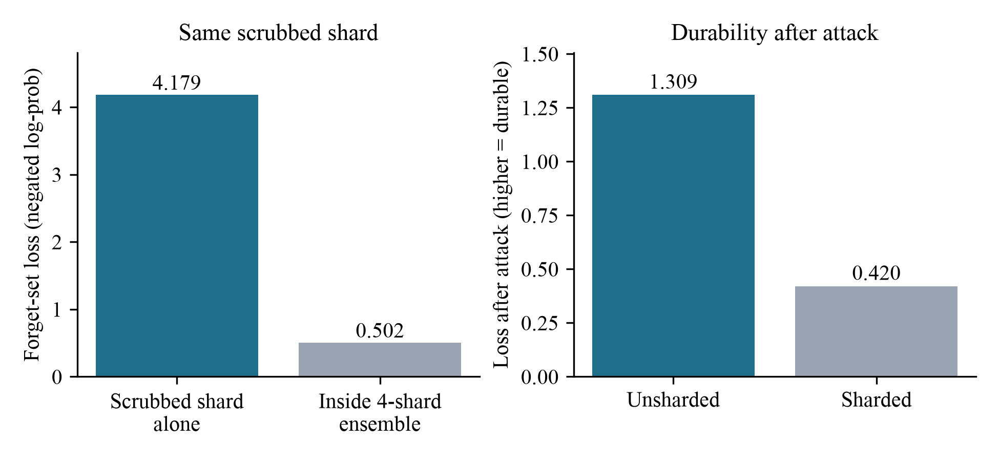 Same scrubbed shard
Forget-set loss (negated log-prob)
4
3
2
1
0
4.179
0.502
Scrubbed shard
alone
Inside 4-shard
ensemble
Durability after attack
Loss after attack (higher = durable)
1.50
1.25
1.00
0.75
0.50
0.25
0.00
1.309
0.420
Unsharded
Sharded